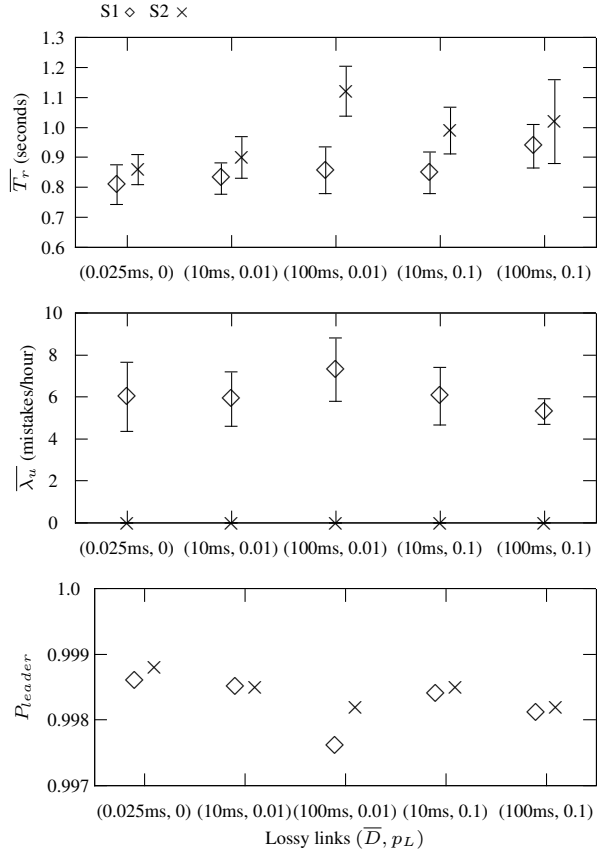 S1 ◇ S2 ×
1.3
1.2
1.1
1.0
0.9
0.8
0.7
0.6
T̅r (seconds)
(0.025ms, 0) (10ms, 0.01) (100ms, 0.01) (10ms, 0.1) (100ms, 0.1)
10
8
6
4
2
0
λ̅u (mistakes/hour)
(0.025ms, 0) (10ms, 0.01) (100ms, 0.01) (10ms, 0.1) (100ms, 0.1)
1.0
0.999
0.998
0.997
Pleader
(0.025ms, 0) (10ms, 0.01) (100ms, 0.01) (10ms, 0.1) (100ms, 0.1)
Lossy links (D̅, pL)